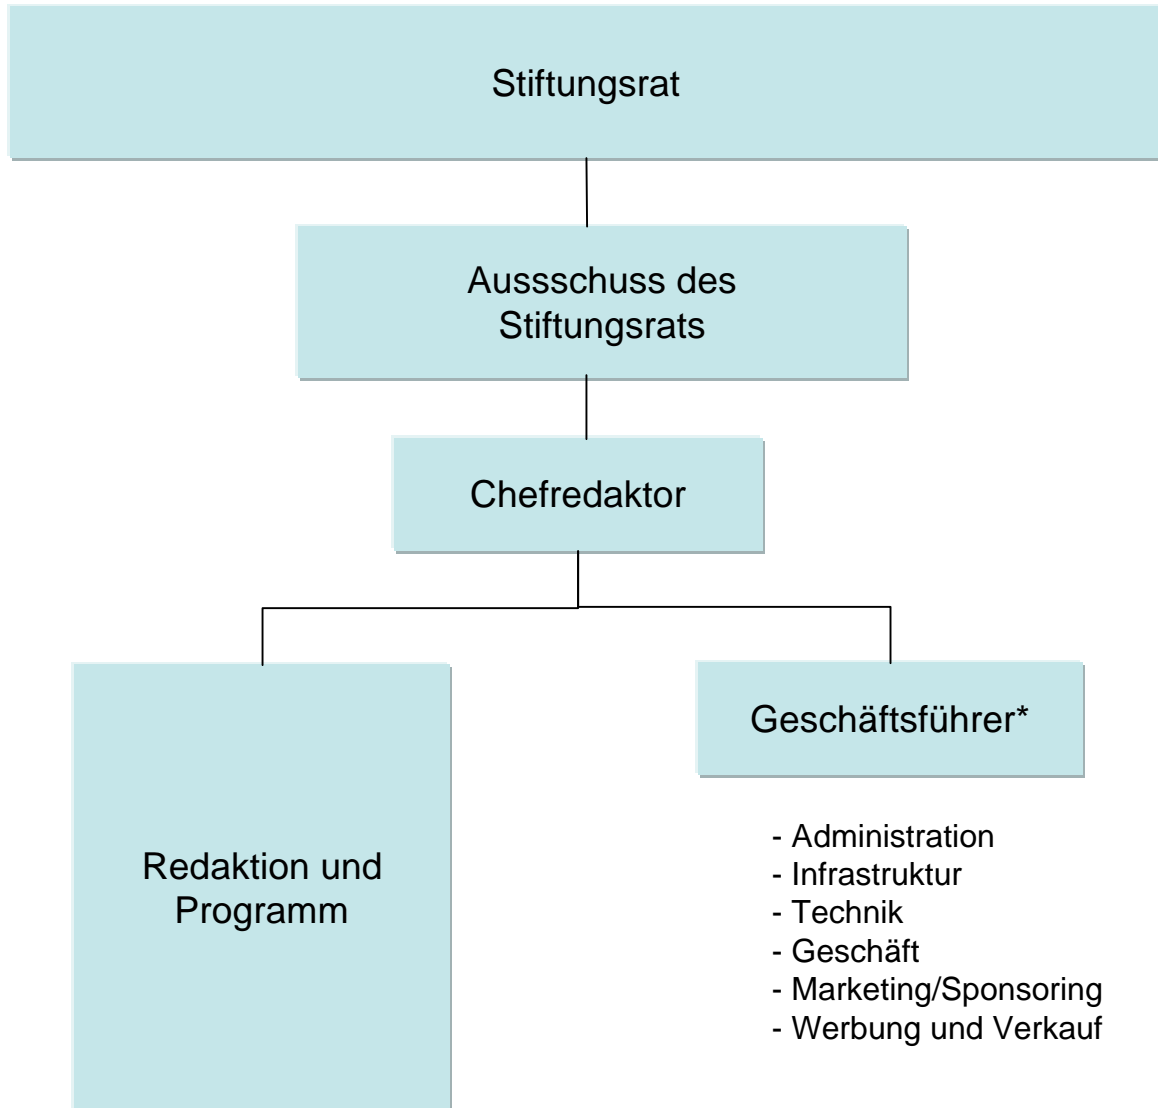 Stiftungsrat
Aussschuss des
Stiftungsrats
Chefredaktor
Redaktion und
Programm
Geschäftsführer*
- Administration
- Infrastruktur
- Technik
- Geschäft
- Marketing/Sponsoring
- Werbung und Verkauf